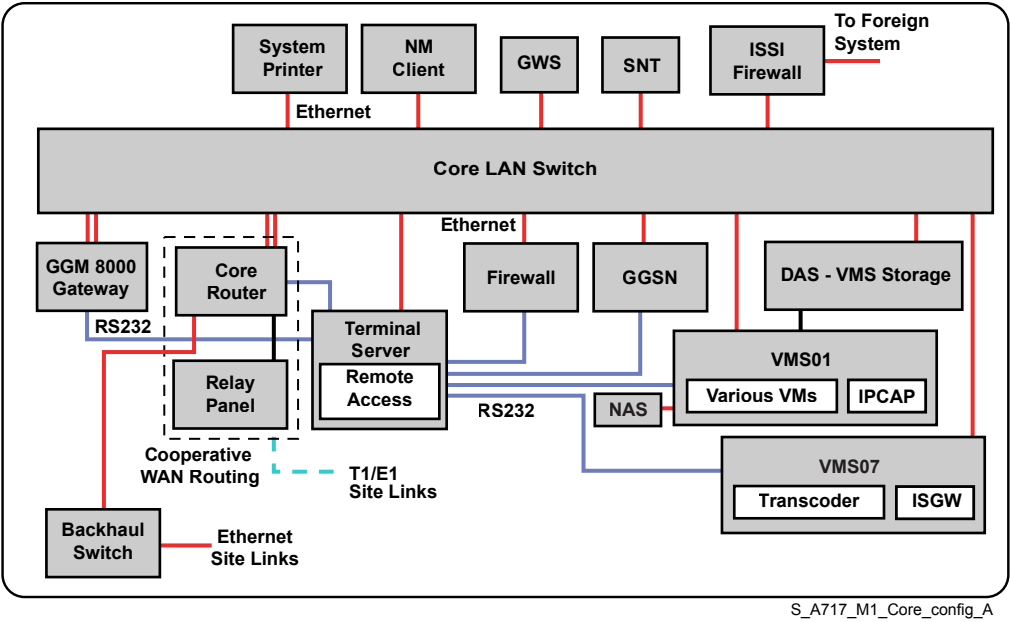 To Foreign
System
System
Printer
NM
Client
GWS
SNT
ISSI
Firewall
Ethernet
Core LAN Switch
Ethernet
GGM 8000
Gateway
Core
Router
Firewall
GGSN
DAS - VMS Storage
RS232
Terminal
Server
Remote
Access
Relay
Panel
VMS01
Various VMs
IPCAP
NAS
RS232
Cooperative
WAN Routing
T1/E1
Site Links
VMS07
Transcoder
ISGW
Backhaul
Switch
Ethernet
Site Links
S_A717_M1_Core_config_A